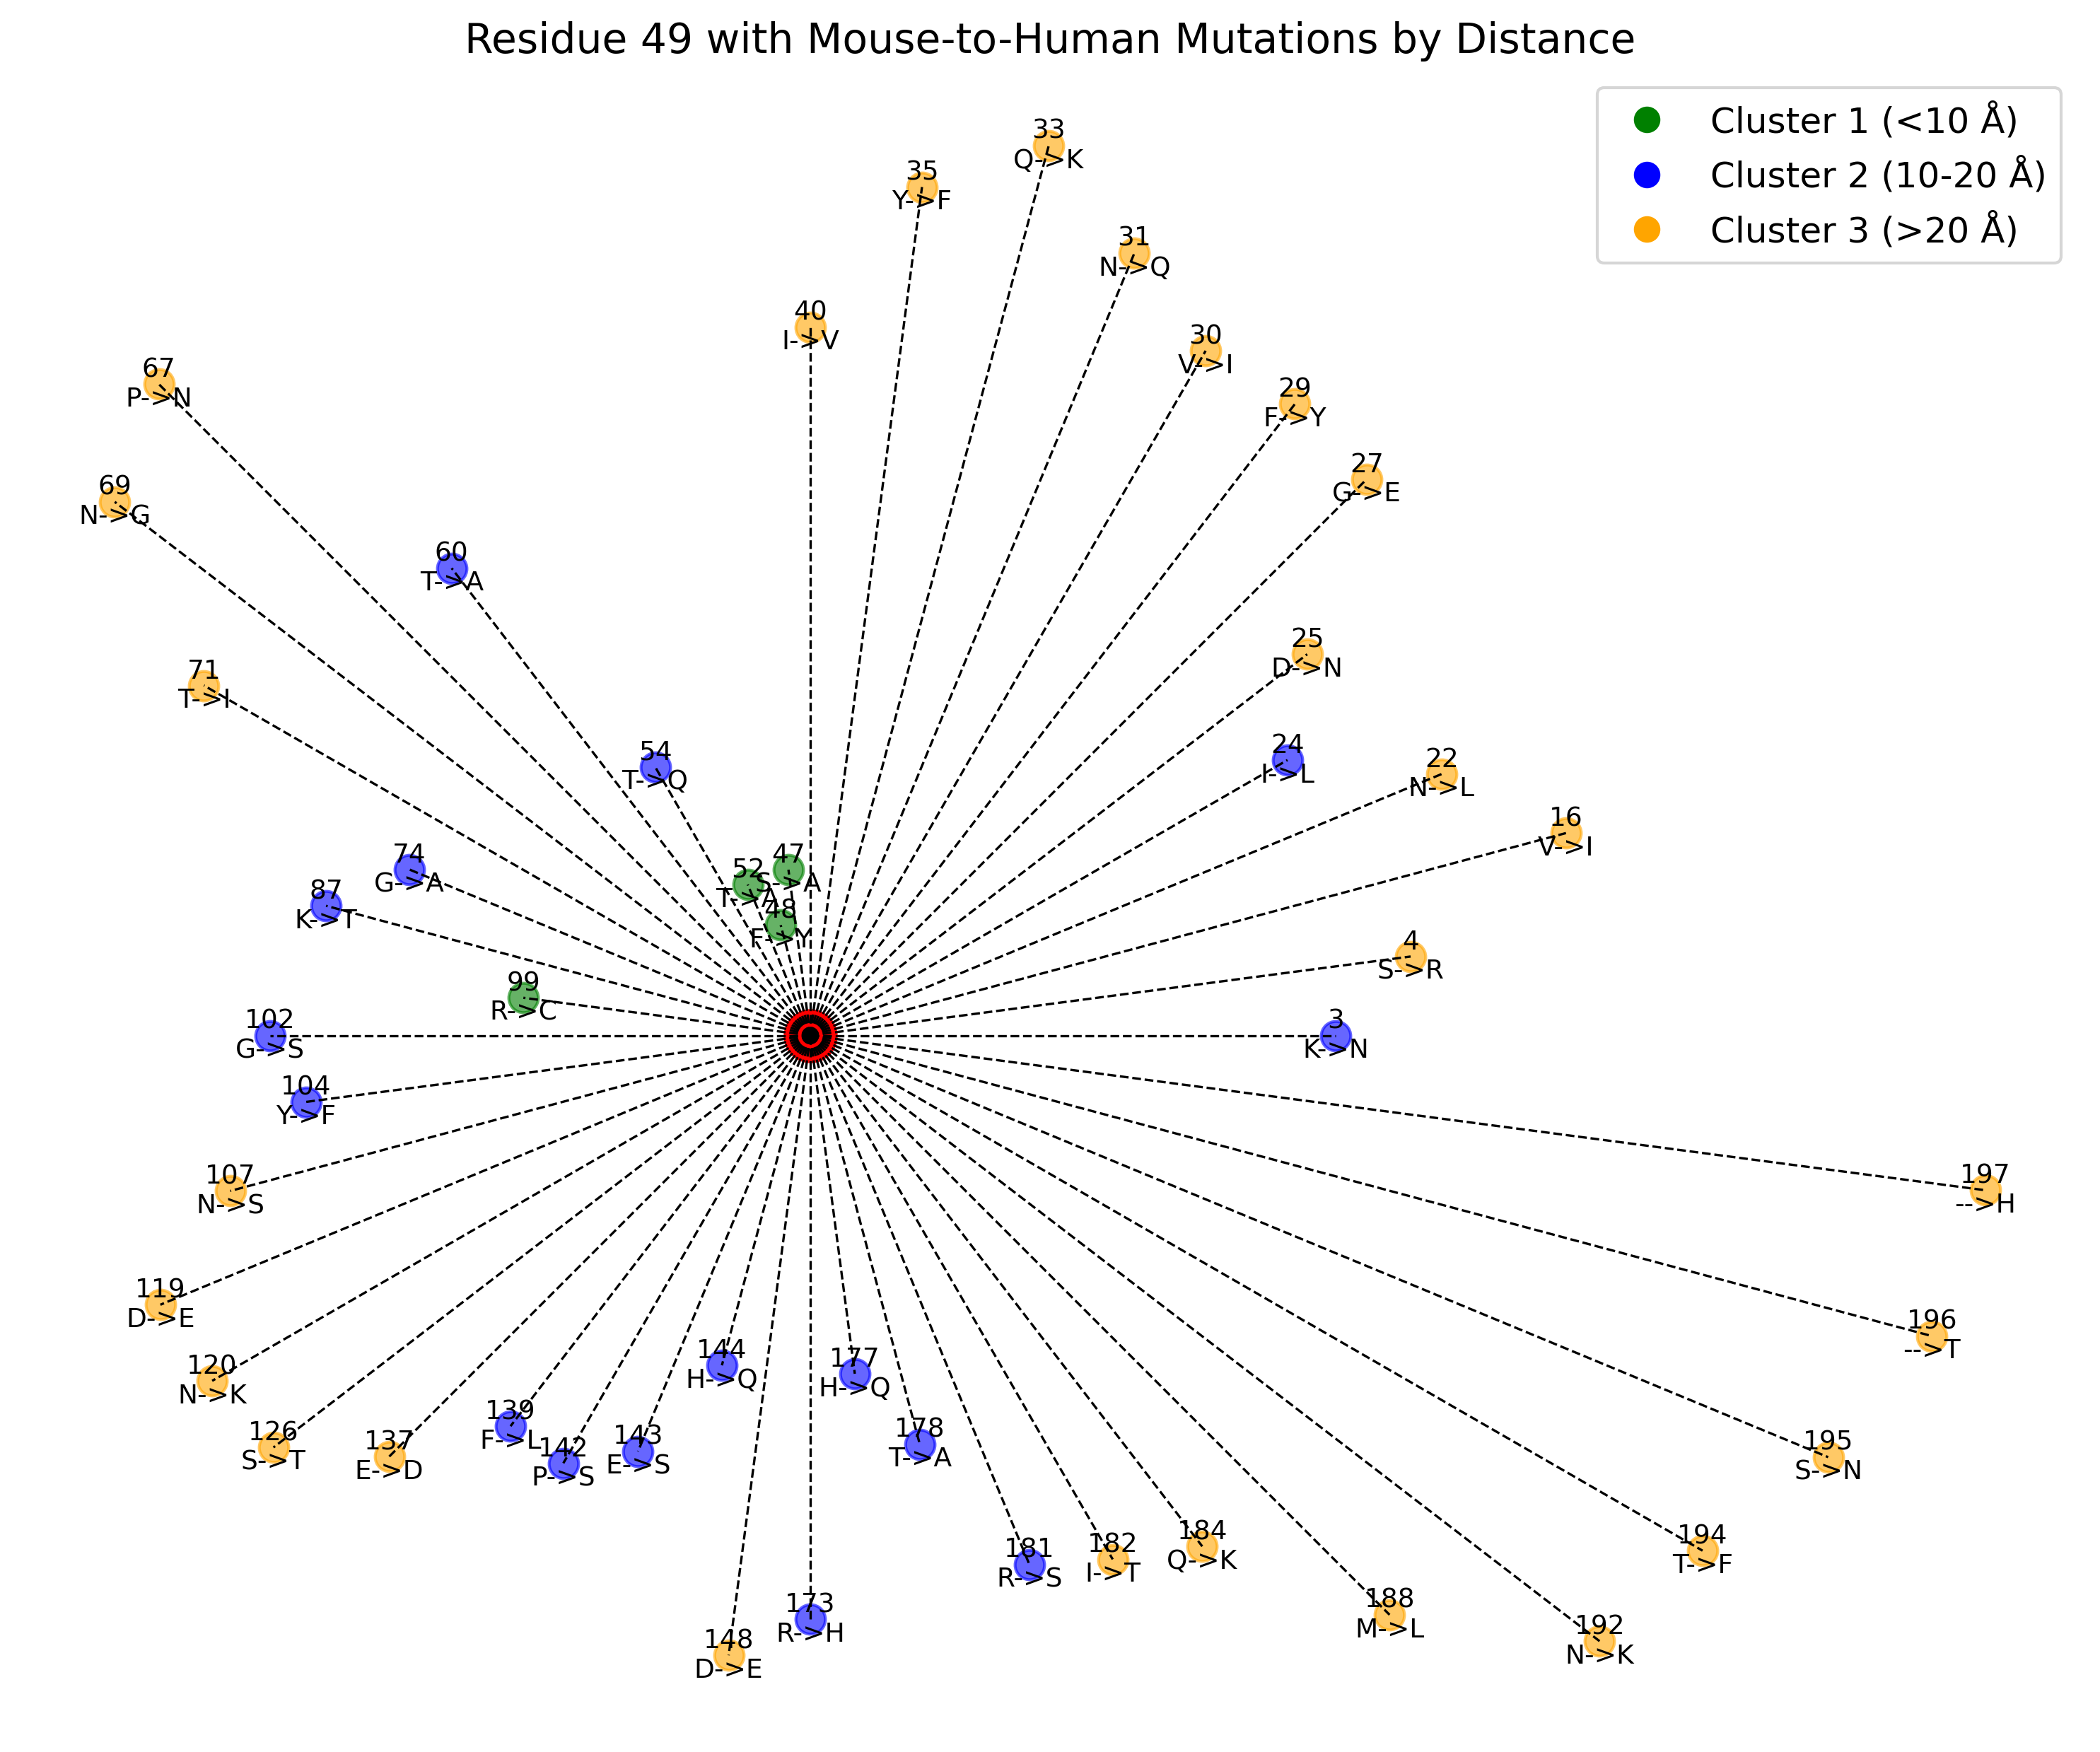 Residue 49 with Mouse-to-Human Mutations by Distance
Cluster 1 (<10 Å)
Cluster 2 (10-20 Å)
Cluster 3 (>20 Å)
33
Q->K
35
Y->F
31
N->Q
40
I->V
30
V->I
67
P->N
29
F->Y
27
G->E
69
N->G
60
T->A
25
D->N
71
T->I
54
T->Q
24
I->L
22
N->L
16
V->I
74
G->A
47
S->A
52
T->A
87
K->T
48
F->Y
4
S->R
99
R->C
102
G->S
3
K->N
104
Y->F
107
N->S
197
-->H
119
D->E
196
-->T
120
N->K
144
H->Q
177
H->Q
139
F->L
178
T->A
126
S->T
143
E->S
195
S->N
137
E->D
142
P->S
184
Q->K
194
T->F
182
I->T
181
R->S
188
M->L
173
R->H
192
N->K
148
D->E